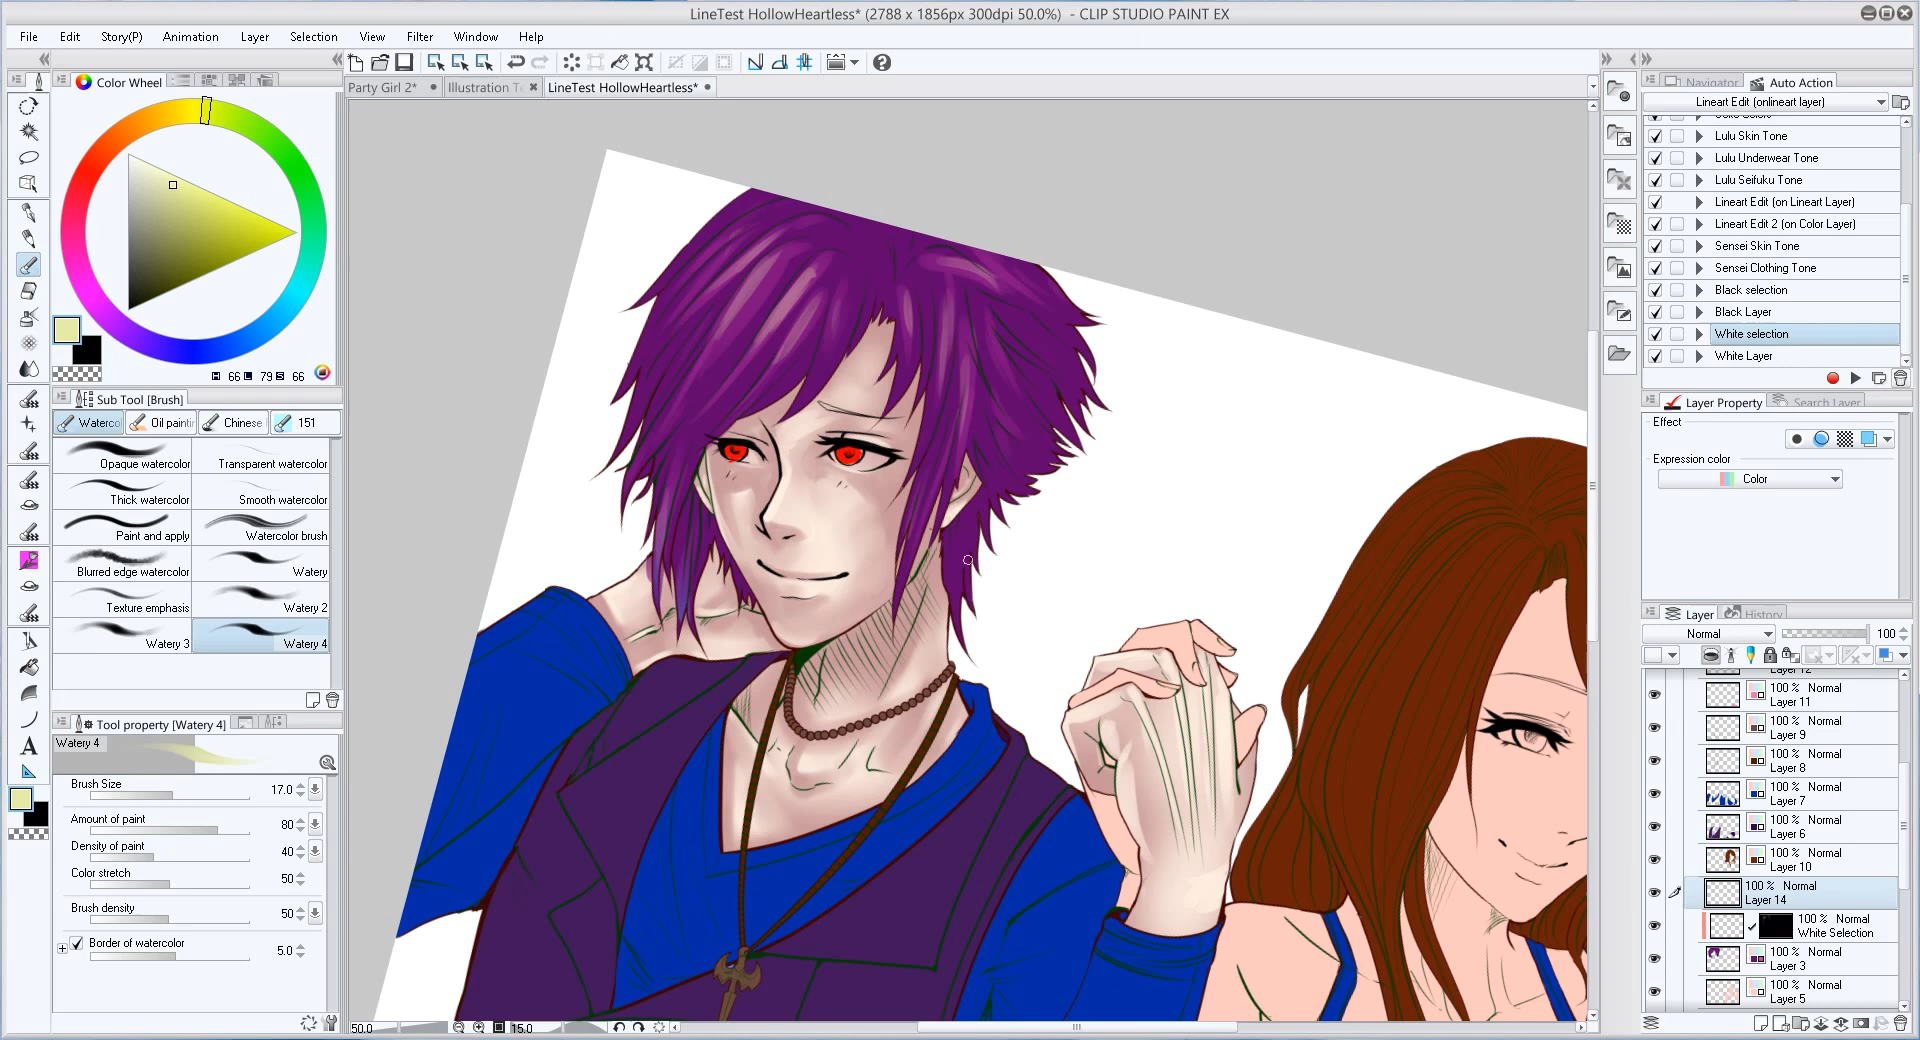 LineTest HollowHeartless* (2788 x 1856px 300dpi 50.0%) - CLIP STUDIO PAINT EX
File Edit Story(P) Animation Layer Selection View Filter Window Help
Color Wheel
Party Girl 2*
Illustration Te
LineTest HollowHeartless*
Navigator
Auto Action
Lineart Edit (onlineart layer)
Lulu Skin Tone
Lulu Underwear Tone
Lulu Seifuku Tone
Lineart Edit (on Lineart Layer)
Lineart Edit 2 (on Color Layer)
Sensei Skin Tone
Sensei Clothing Tone
Black selection
Black Layer
White selection
White Layer
H 66 L 79 S 66
Sub Tool [Brush]
Waterco
Oil paintin
Chinese
151
Opaque watercolor
Transparent watercolor
Thick watercolor
Smooth watercolor
Paint and apply
Watercolor brush
Blurred edge watercolor
Watery
Texture emphasis
Watery 2
Watery 3
Watery 4
Tool property [Watery 4]
Watery 4
Brush Size 17.0
Amount of paint 80
Density of paint 40
Color stretch 50
Brush density 50
Border of watercolor 5.0
A
50.0
15.0
Layer Property
Search Layer
Effect
Expression color
Color
Layer
History
Normal 100
Layer 12
100 % Normal
Layer 11
100 % Normal
Layer 9
100 % Normal
Layer 8
100 % Normal
Layer 7
100 % Normal
Layer 6
100 % Normal
Layer 10
100 % Normal
Layer 14
100 % Normal
White Selection
100 % Normal
Layer 3
100 % Normal
Layer 5